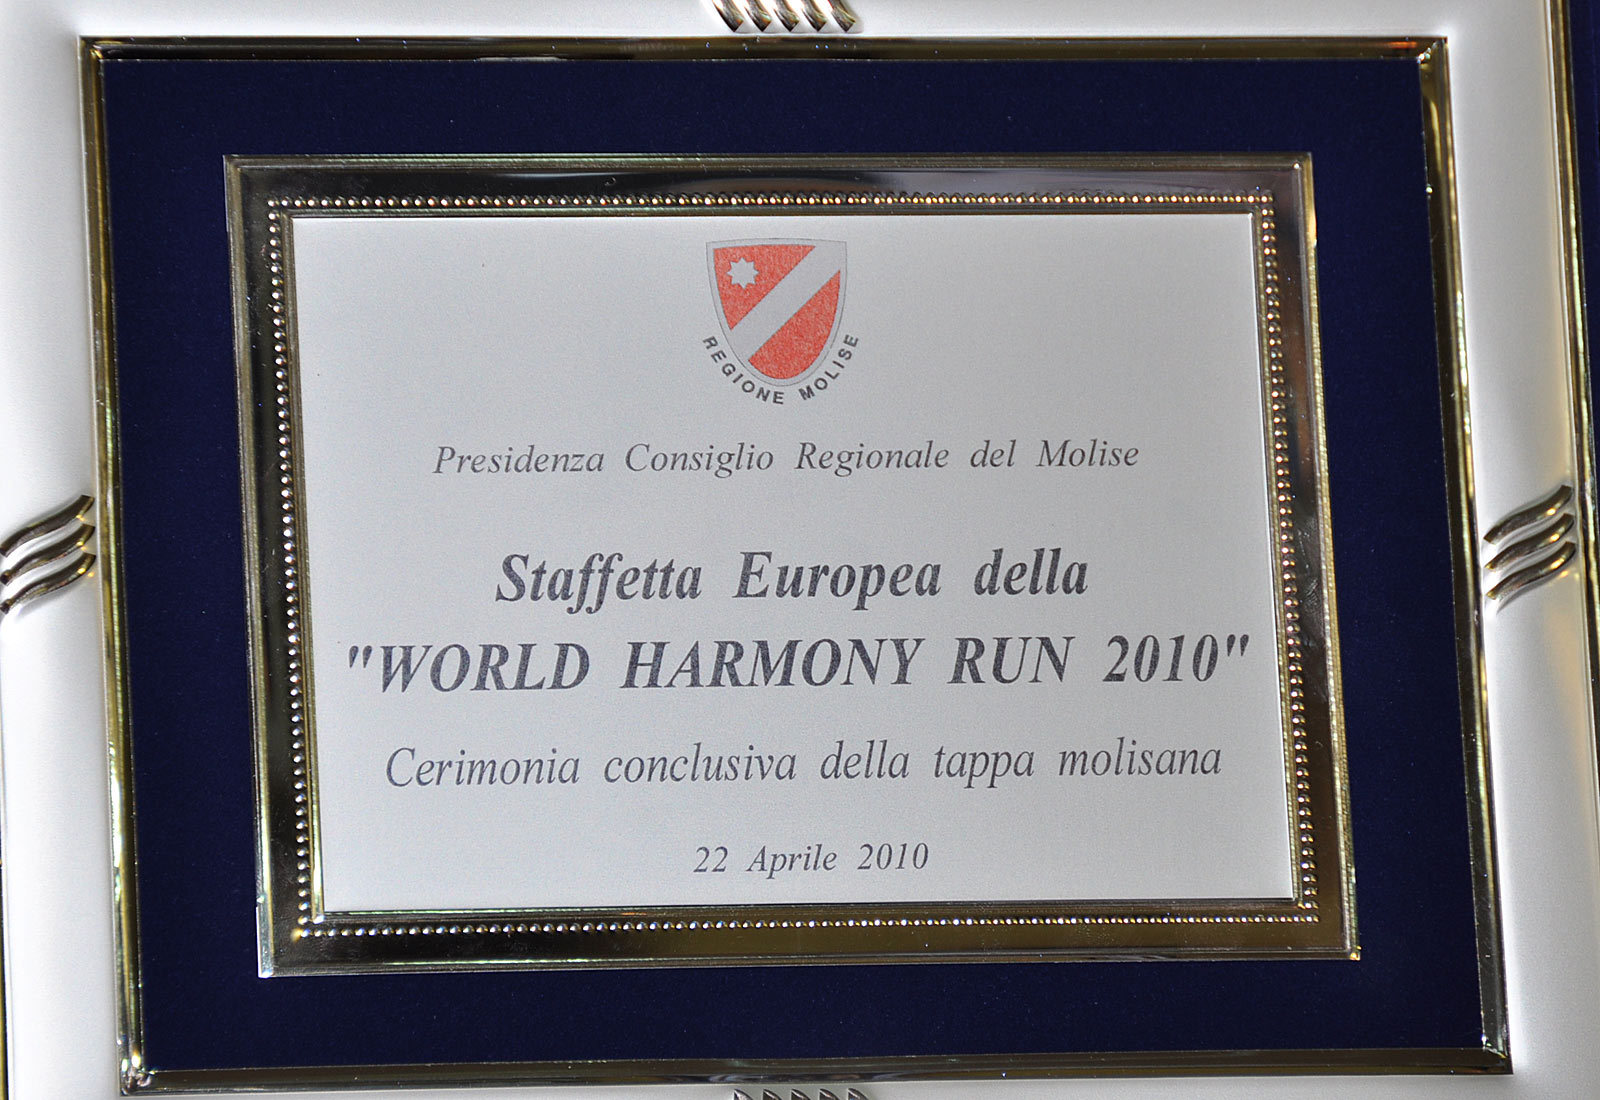 REGIONE MOLISE
Presidenza Consiglio Regionale del Molise
Staffetta Europea della
"WORLD HARMONY RUN 2010"
Cerimonia conclusiva della tappa molisana
22 Aprile 2010